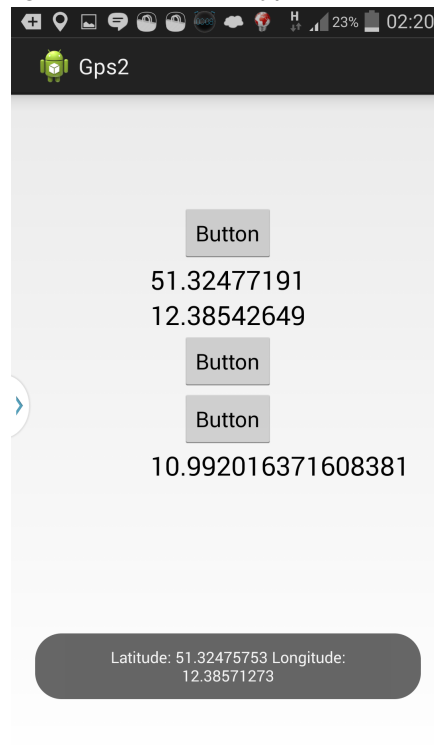 H 23% 02:20
Gps2
Button
51.32477191
12.38542649
Button
Button
10.992016371608381
Latitude: 51.32475753 Longitude:
12.38571273